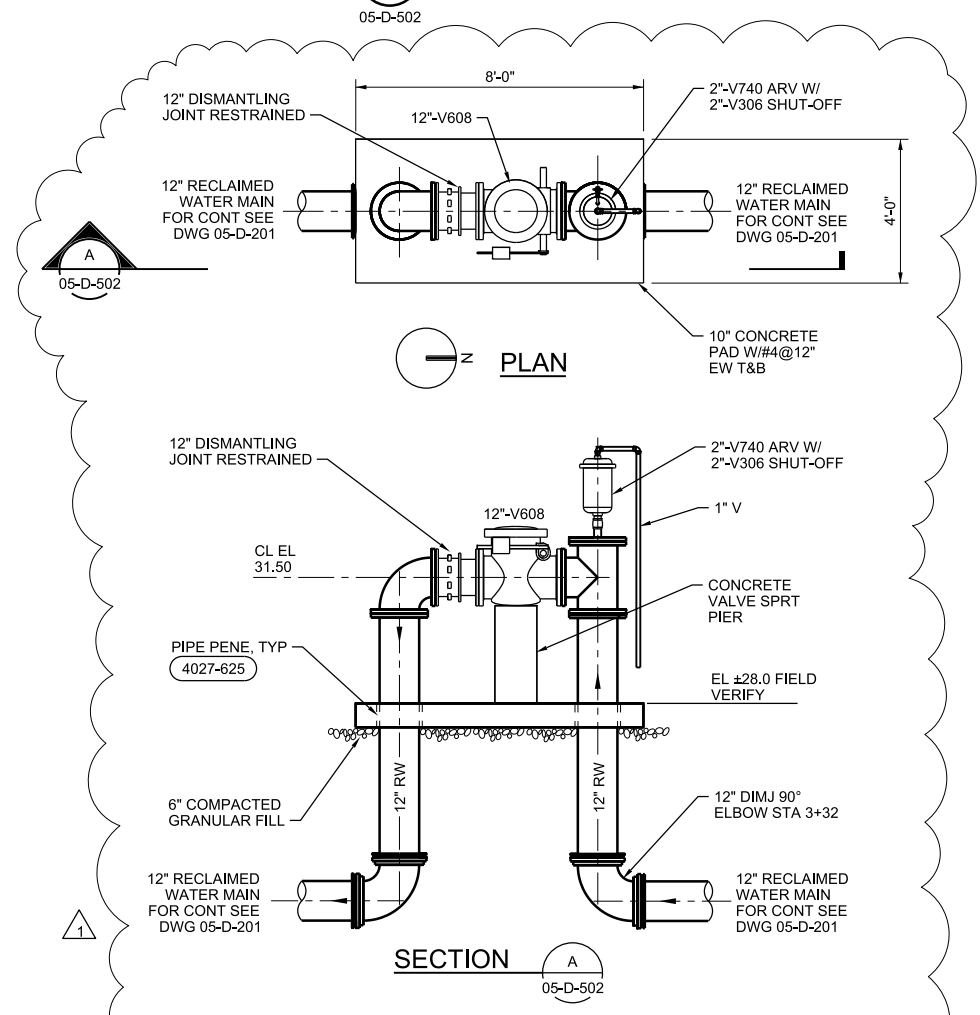 05-D-502
8'-0"
12" DISMANTLING
JOINT RESTRAINED
12"-V608
2"-V740 ARV W/
2"-V306 SHUT-OFF
12" RECLAIMED
WATER MAIN
FOR CONT SEE
DWG 05-D-201
12" RECLAIMED
WATER MAIN
FOR CONT SEE
DWG 05-D-201
4'-0"
A
05-D-502
10" CONCRETE
PAD W/#4@12"
EW T&B
N
PLAN
12" DISMANTLING
JOINT RESTRAINED
2"-V740 ARV W/
2"-V306 SHUT-OFF
12"-V608
1" V
CL EL
31.50
CONCRETE
VALVE SPRT
PIER
PIPE PENE, TYP
4027-625
EL ±28.0 FIELD
VERIFY
12" RW
12" RW
6" COMPACTED
GRANULAR FILL
12" DIMJ 90°
ELBOW STA 3+32
12" RECLAIMED
WATER MAIN
FOR CONT SEE
DWG 05-D-201
12" RECLAIMED
WATER MAIN
FOR CONT SEE
DWG 05-D-201
1
SECTION
A
05-D-502